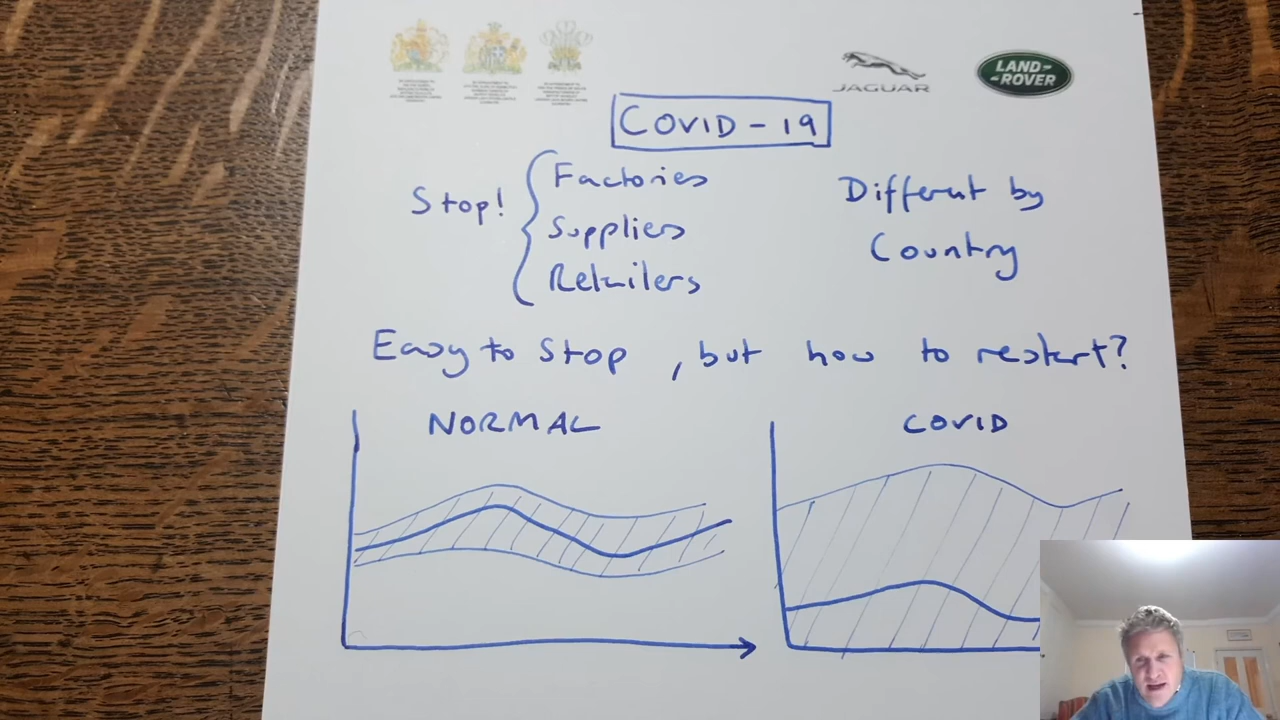 JAGUAR
LAND-
-ROVER
COVID-19
Stop!
Factories
Suppliers
Retailers
Different by
Country
Easy to Stop, but how to restart?
NORMAL
COVID